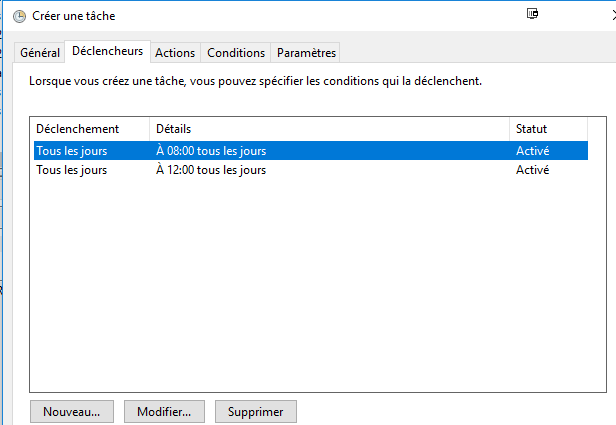 Créer une tâche
Général Déclencheurs Actions Conditions Paramètres
Lorsque vous créez une tâche, vous pouvez spécifier les conditions qui la déclenchent.
Déclenchement Détails Statut
Tous les jours À 08:00 tous les jours Activé
Tous les jours À 12:00 tous les jours Activé
Nouveau... Modifier... Supprimer